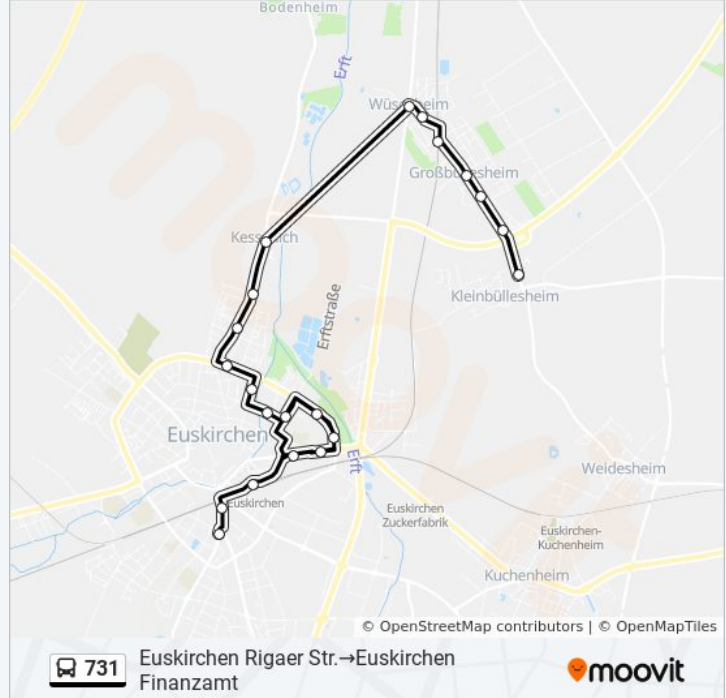 Bodenheim
Erft
Wüschheim
Großbüllesheim
Kessenich
Kleinbüllesheim
Erftstraße
Euskirchen
Erft
Weidesheim
Euskirchen
Euskirchen
Zuckerfabrik
Euskirchen-
Kuchenheim
Kuchenheim
© OpenStreetMap contributors | © OpenMapTiles
731
Euskirchen Rigaer Str.→Euskirchen
Finanzamt
moovit
moovit